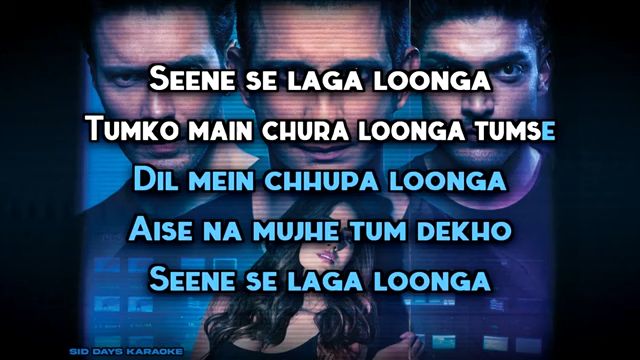 Seene se laga loonga
Tumko main chura loonga tumse
Dil mein chhupa loonga
Aise na mujhe tum dekho
Seene se laga loonga
SID DAYS KARAOKE